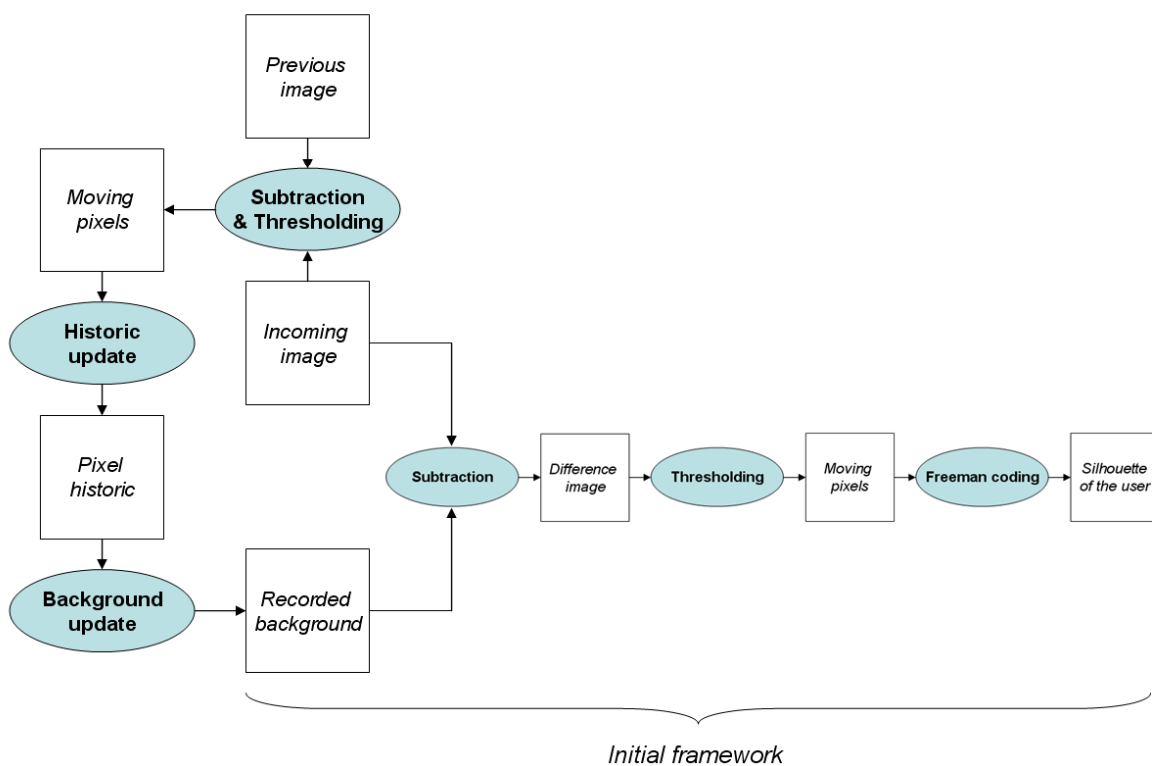 Previous
image
Moving
pixels
Subtraction
& Thresholding
Historic
update
Incoming
image
Pixel
historic
Subtraction
Difference
image
Thresholding
Moving
pixels
Freeman coding
Silhouette
of the user
Background
update
Recorded
background
Initial framework